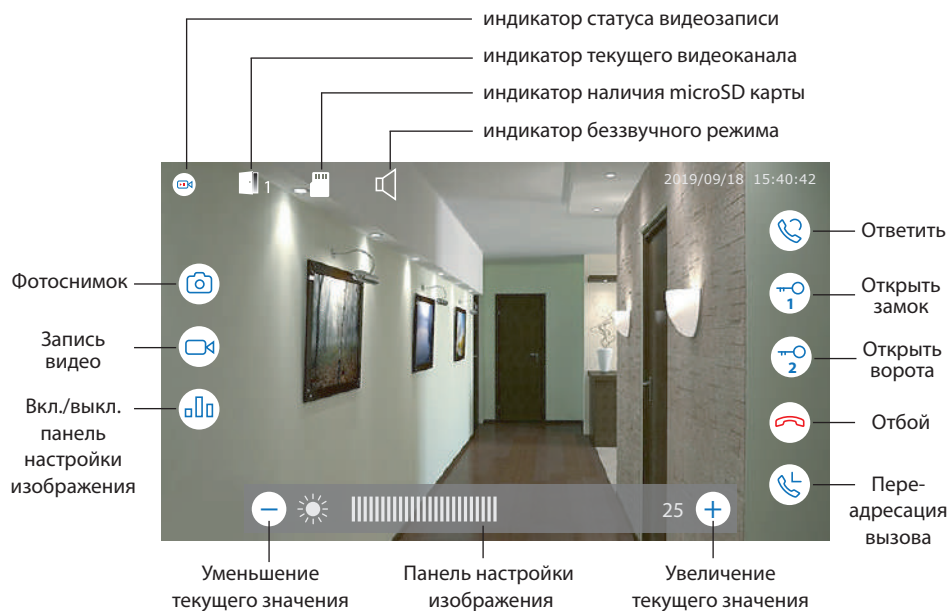 индикатор статуса видеозаписи
индикатор текущего видеоканала
индикатор наличия microSD карты
индикатор беззвучного режима
1
2019/09/18 15:40:42
Фотоснимок
Запись
видео
Вкл./выкл.
панель
настройки
изображения
Ответить
1
Открыть
замок
2
Открыть
ворота
Отбой
Пере-
адресация
вызова
25
Уменьшение
текущего значения
Панель настройки
изображения
Увеличение
текущего значения